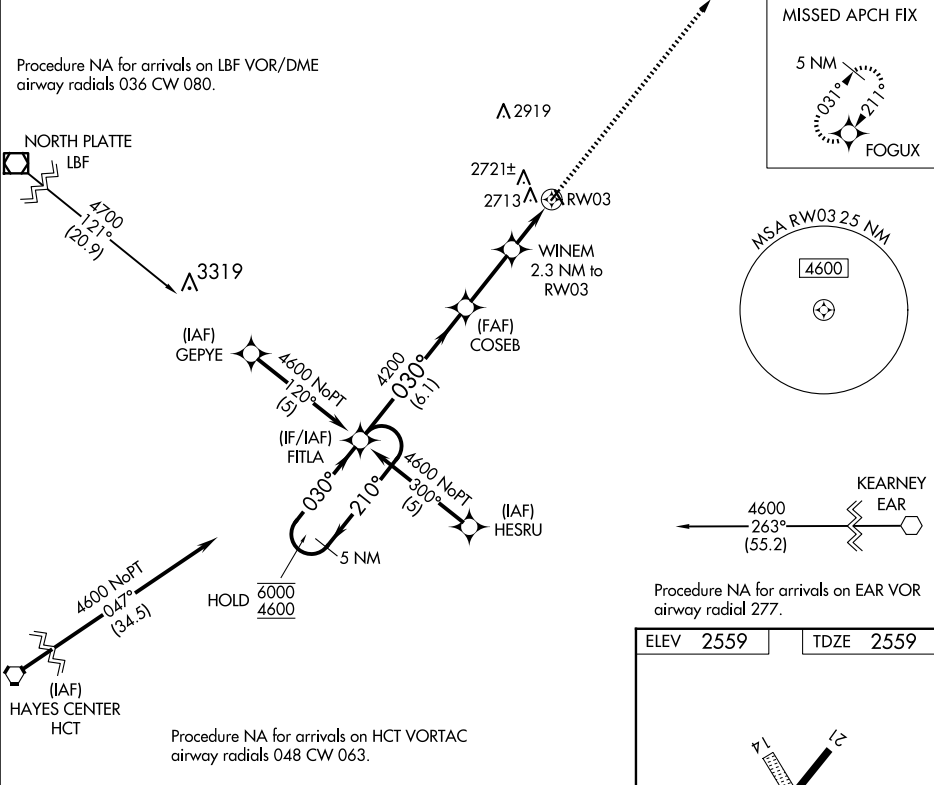 Procedure NA for arrivals on LBF VOR/DME
airway radials 036 CW 080.
MISSED APCH FIX
5 NM
031°
211°
FOGUX
2919
NORTH PLATTE
LBF
2721±
2713
RW03
4700
121°
(20.9)
3319
WINEM
2.3 NM to
RW03
MSA RW03 25 NM
4600
(FAF)
COSEB
(IAF)
GEPYE
4600 NoPT
120°
(5)
4200
030°
(6.1)
(IF/IAF)
FITLA
030°
210°
4600 NoPT
300°
(5)
(IAF)
HESRU
5 NM
HOLD
6000
4600
KEARNEY
EAR
4600
263°
(55.2)
4600 NoPT
047°
(34.5)
(IAF)
HAYES CENTER
HCT
Procedure NA for arrivals on EAR VOR
airway radial 277.
Procedure NA for arrivals on HCT VORTAC
airway radials 048 CW 063.
ELEV 2559
TDZE 2559
14
21